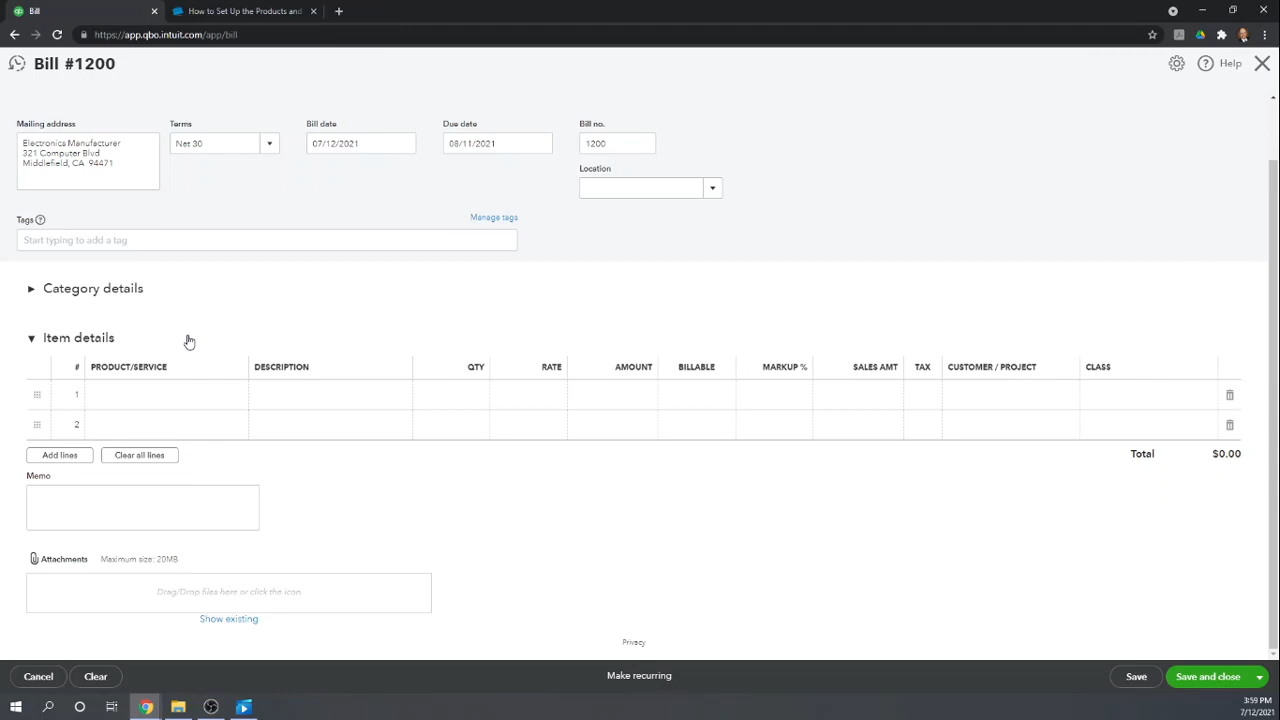 Bill
How to Set Up the Products and
https://app.qbo.intuit.com/app/bill
Bill #1200
Help
Mailing address
Terms
Bill date
Due date
Bill no.
Electronics Manufacturer
321 Computer Blvd
Middlefield, CA 94471
Net 30
07/12/2021
08/11/2021
1200
Location
Tags
Manage tags
Start typing to add a tag
Category details
Item details
# PRODUCT/SERVICE DESCRIPTION QTY RATE AMOUNT BILLABLE MARKUP % SALES AMT TAX CUSTOMER / PROJECT CLASS
1
2
Add lines
Clear all lines
Total $0.00
Memo
Attachments Maximum size: 20MB
Drag/Drop files here or click the icon
Show existing
Privacy
Cancel
Clear
Make recurring
Save
Save and close
3:59 PM
7/12/2021